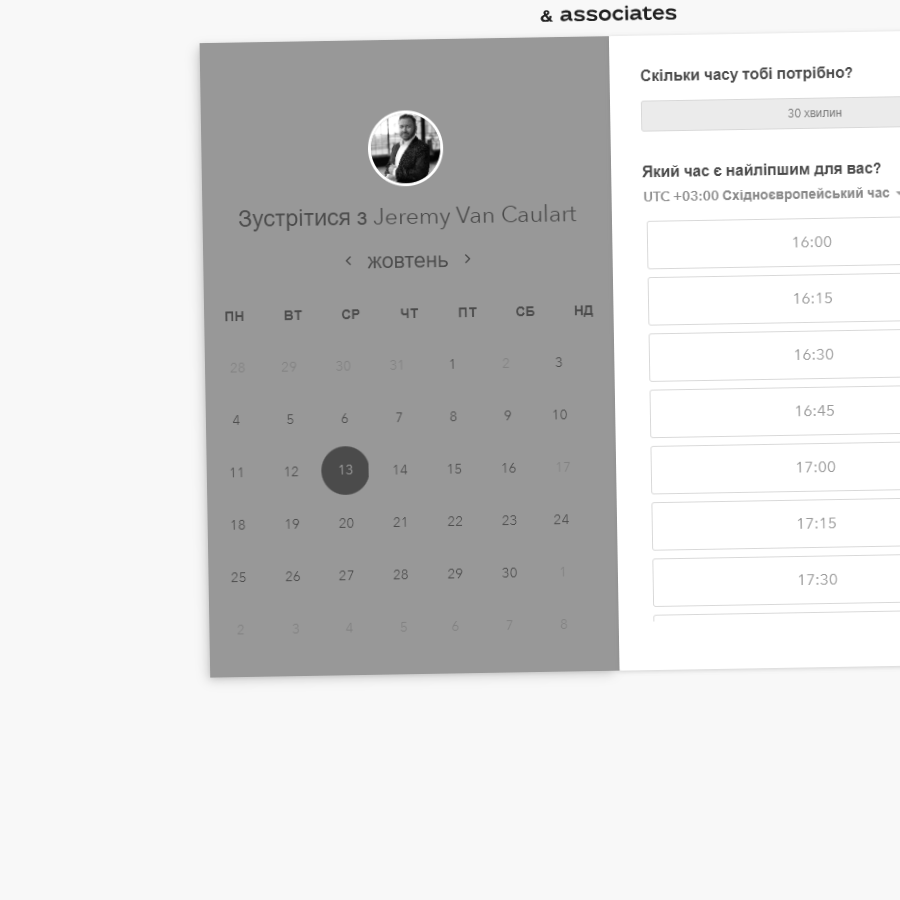 & associates
Зустрітися з Jeremy Van Caulart
жовтень
ПН ВТ СР ЧТ ПТ СБ НД
28 29 30 31 1 2 3
4 5 6 7 8 9 10
11 12 13 14 15 16 17
18 19 20 21 22 23 24
25 26 27 28 29 30 1
2 3 4 5 6 7 8
Скільки часу тобі потрібно?
30 хвилин
Який час є найліпшим для вас?
UTC +03:00 Східноєвропейський час
16:00
16:15
16:30
16:45
17:00
17:15
17:30